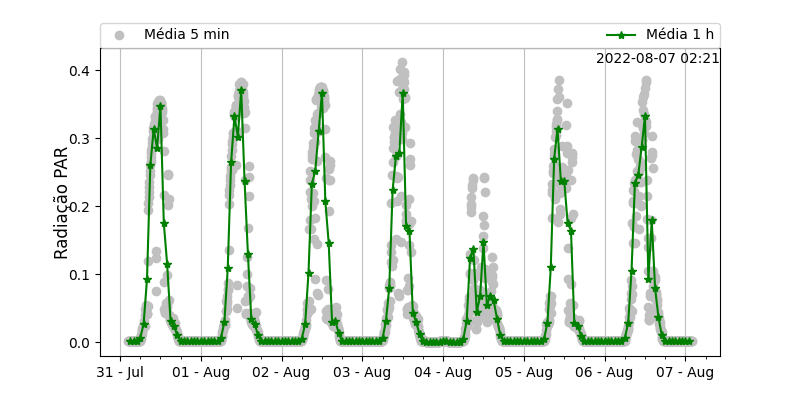 Média 5 min
Média 1 h
2022-08-07 02:21
Radiação PAR
0.4
0.3
0.2
0.1
0.0
31 - Jul
01 - Aug
02 - Aug
03 - Aug
04 - Aug
05 - Aug
06 - Aug
07 - Aug